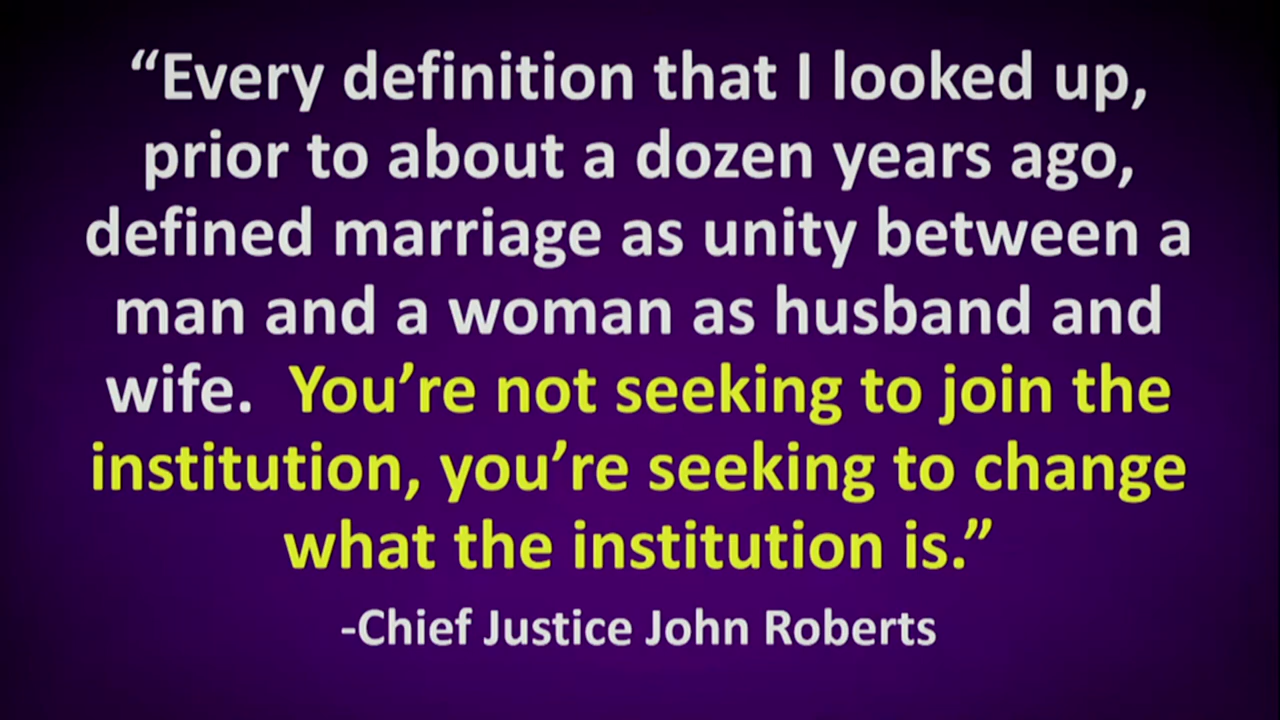 “Every definition that I looked up,
prior to about a dozen years ago,
defined marriage as unity between a
man and a woman as husband and
wife.  You’re not seeking to join the
institution, you’re seeking to change
what the institution is.”
-Chief Justice John Roberts